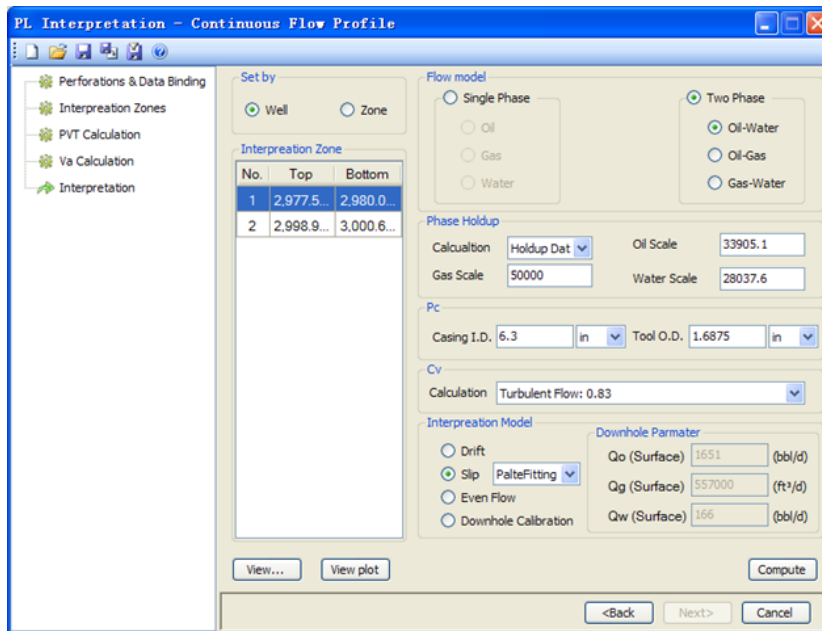 PL Interpretation - Continuous Flow Profile
Perforations & Data Binding
Interpreation Zones
PVT Calculation
Va Calculation
Interpretation
Set by
Well
Zone
Interpreation Zone
No. Top Bottom
1 2,977.5... 2,980.0...
2 2,998.9... 3,000.6...
Flow model
Single Phase
Oil
Gas
Water
Two Phase
Oil-Water
Oil-Gas
Gas-Water
Phase Holdup
Calcualtion Holdup Dat Oil Scale 33905.1
Gas Scale 50000 Water Scale 28037.6
Pc
Casing I.D. 6.3 in Tool O.D. 1.6875 in
Cv
Calculation Turbulent Flow: 0.83
Interpreation Model
Drift
Slip PalteFitting
Even Flow
Downhole Calibration
Downhole Parmater
Qo (Surface) 1651 (bbl/d)
Qg (Surface) 557000 (ft³/d)
Qw (Surface) 166 (bbl/d)
View... View plot Compute
<Back Next> Cancel